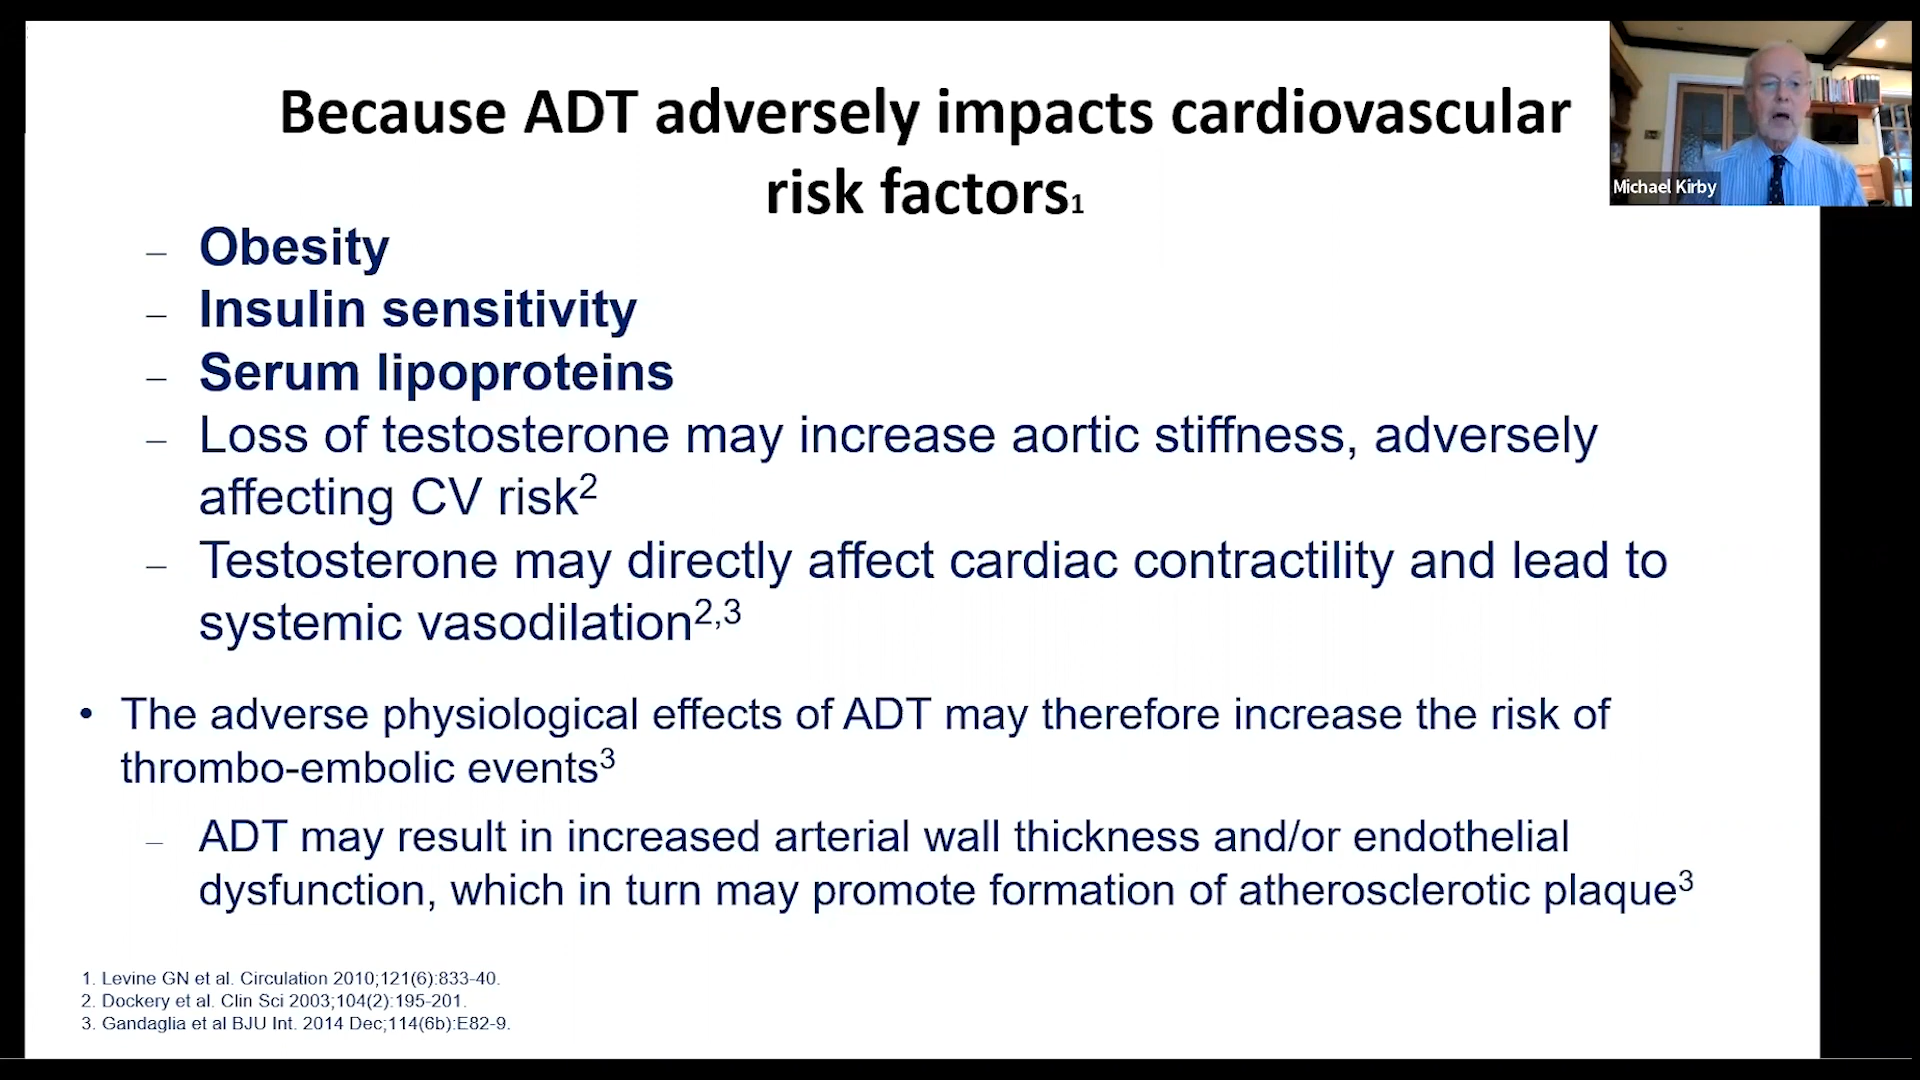 Because ADT adversely impacts cardiovascular
risk factors1
Michael Kirby
– Obesity
– Insulin sensitivity
– Serum lipoproteins
– Loss of testosterone may increase aortic stiffness, adversely
affecting CV risk2
– Testosterone may directly affect cardiac contractility and lead to
systemic vasodilation2,3
• The adverse physiological effects of ADT may therefore increase the risk of
thrombo-embolic events3
– ADT may result in increased arterial wall thickness and/or endothelial
dysfunction, which in turn may promote formation of atherosclerotic plaque3
1. Levine GN et al. Circulation 2010;121(6):833-40.
2. Dockery et al. Clin Sci 2003;104(2):195-201.
3. Gandaglia et al BJU Int. 2014 Dec;114(6b):E82-9.